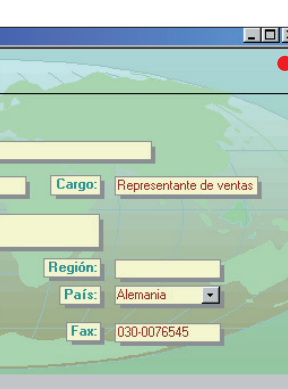 Cargo: Representante de ventas
Región:
País: Alemania
Fax: 030-0076545